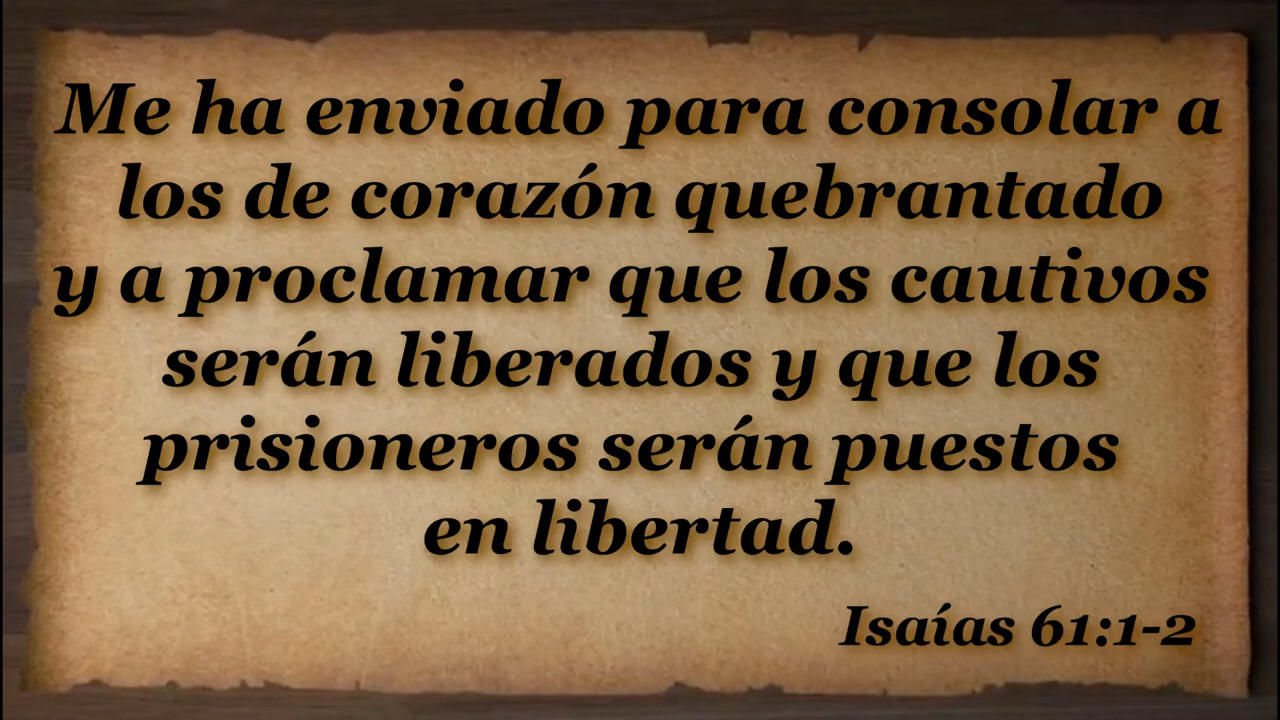 Me ha enviado para consolar a
los de corazón quebrantado
y a proclamar que los cautivos
serán liberados y que los
prisioneros serán puestos
en libertad.
Isaías 61:1-2